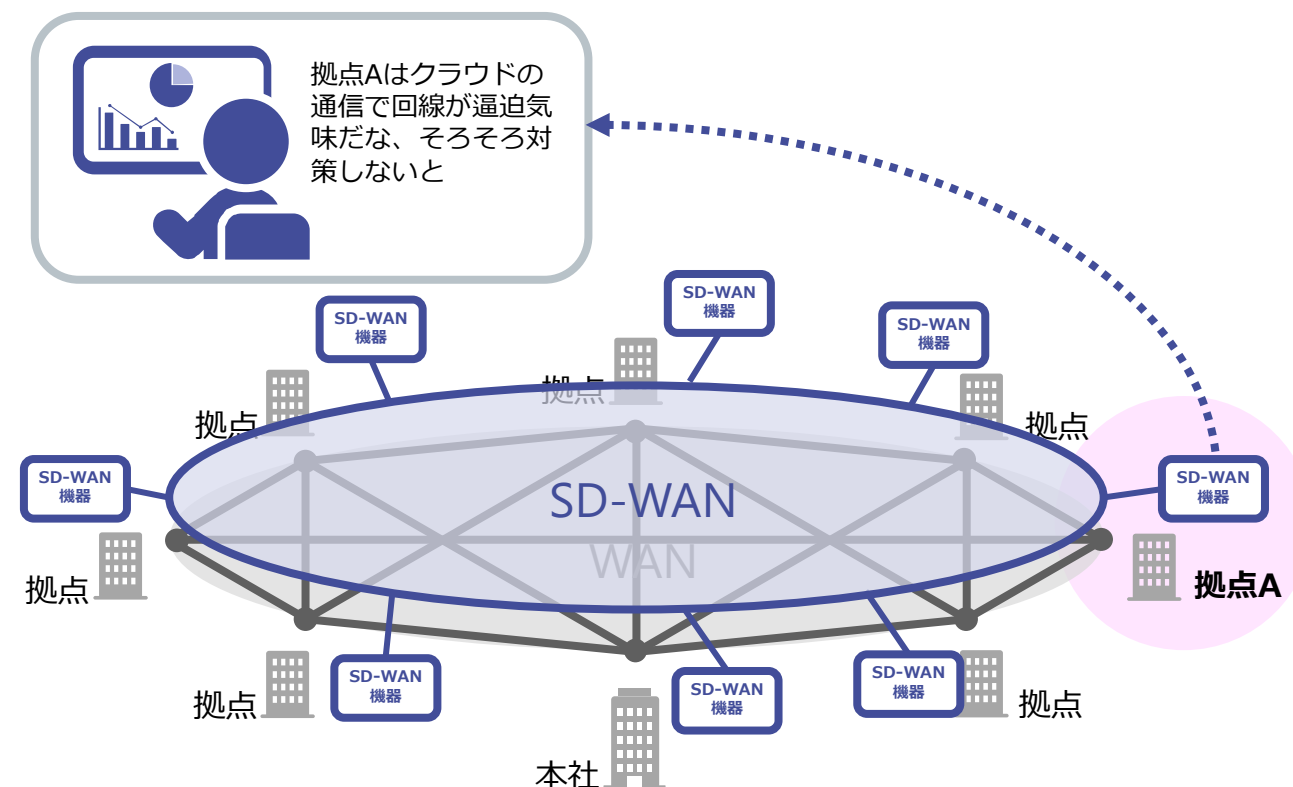 拠点Aはクラウドの
通信で回線が逼迫気
味だな、そろそろ対
策しないと
SD-WAN
機器
SD-WAN
機器
SD-WAN
機器
拠点
拠点
拠点
SD-WAN
機器
SD-WAN
機器
SD-WAN
WAN
拠点
拠点A
SD-WAN
機器
SD-WAN
機器
SD-WAN
機器
拠点
拠点
本社